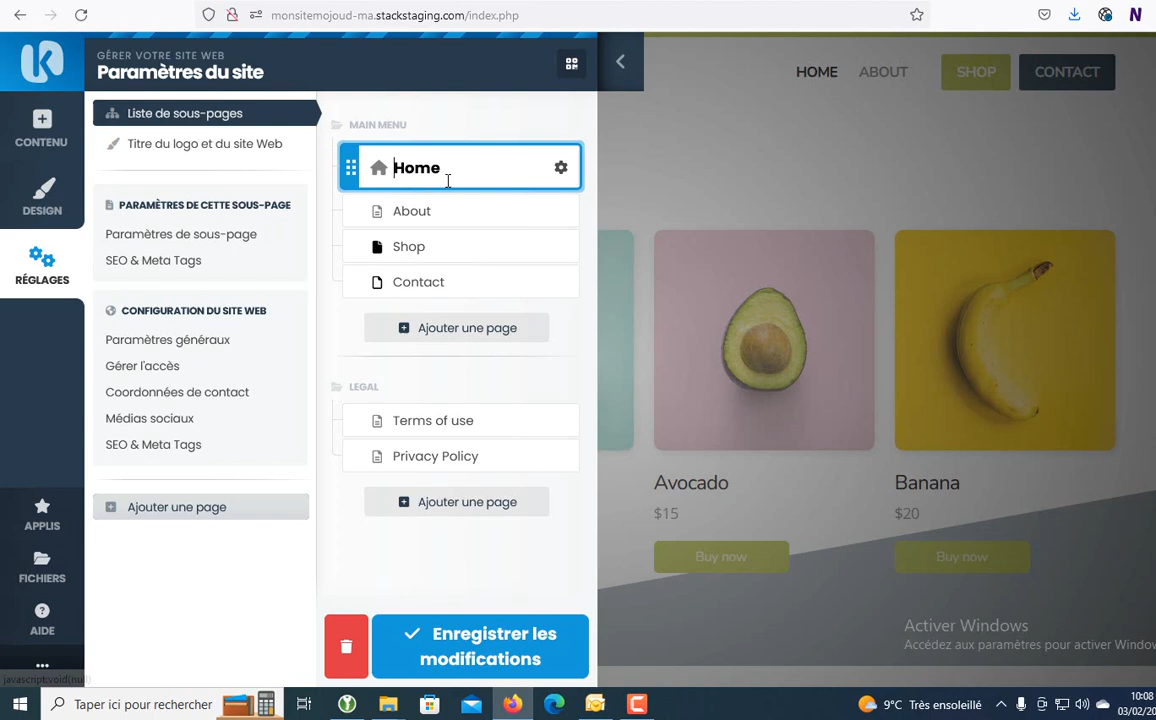 monsitemojoud-ma.stackstaging.com/index.php
GÉRER VOTRE SITE WEB
Paramètres du site
CONTENU
DESIGN
RÉGLAGES
APPLIS
FICHIERS
AIDE
Liste de sous-pages
Titre du logo et du site Web
PARAMÈTRES DE CETTE SOUS-PAGE
Paramètres de sous-page
SEO & Meta Tags
CONFIGURATION DU SITE WEB
Paramètres généraux
Gérer l'accès
Coordonnées de contact
Médias sociaux
SEO & Meta Tags
Ajouter une page
MAIN MENU
Home
About
Shop
Contact
Ajouter une page
LEGAL
Terms of use
Privacy Policy
Ajouter une page
Enregistrer les
modifications
HOME ABOUT SHOP CONTACT
Avocado
$15
Buy now
Banana
$20
Buy now
Activer Windows
Accédez aux paramètres pour activer Window
javascript:void(null)
Taper ici pour rechercher
9°C Très ensoleillé
10:08
03/02/20